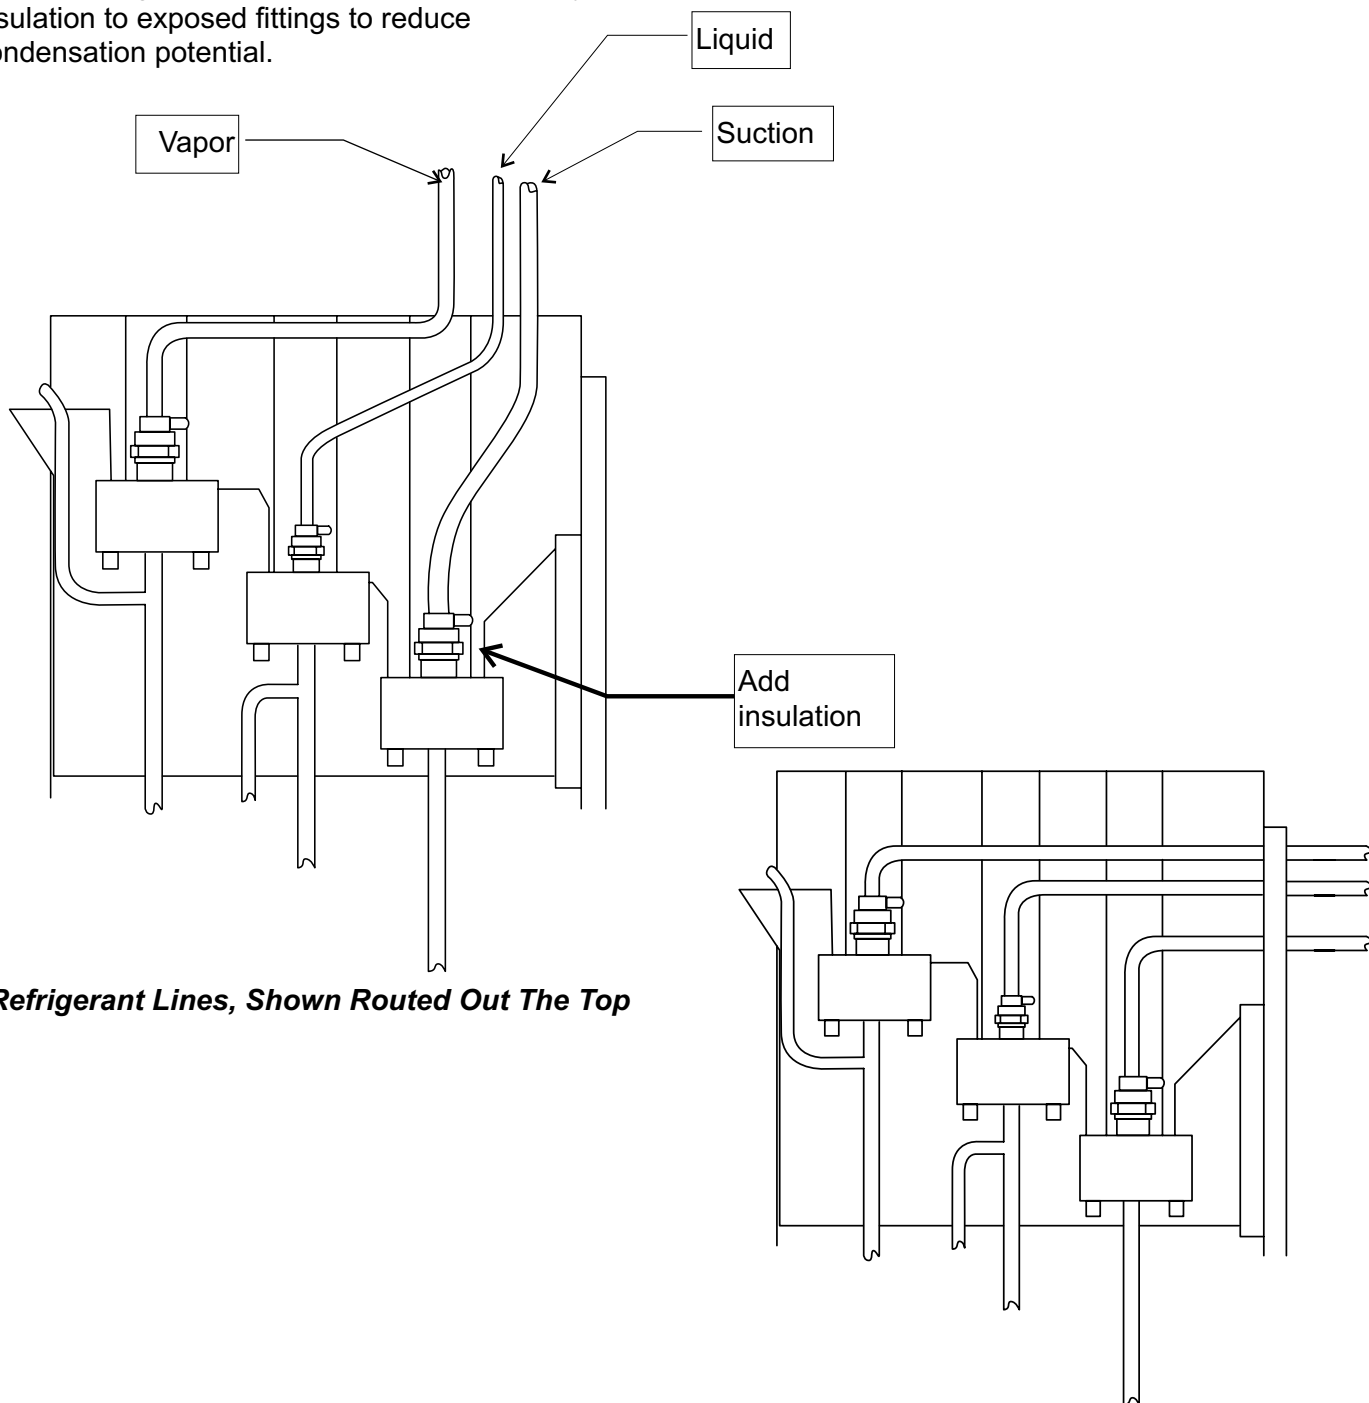 sulation to exposed fittings to reduce
ondensation potential.
Liquid
Suction
Vapor
Add
insulation
Refrigerant Lines, Shown Routed Out The Top